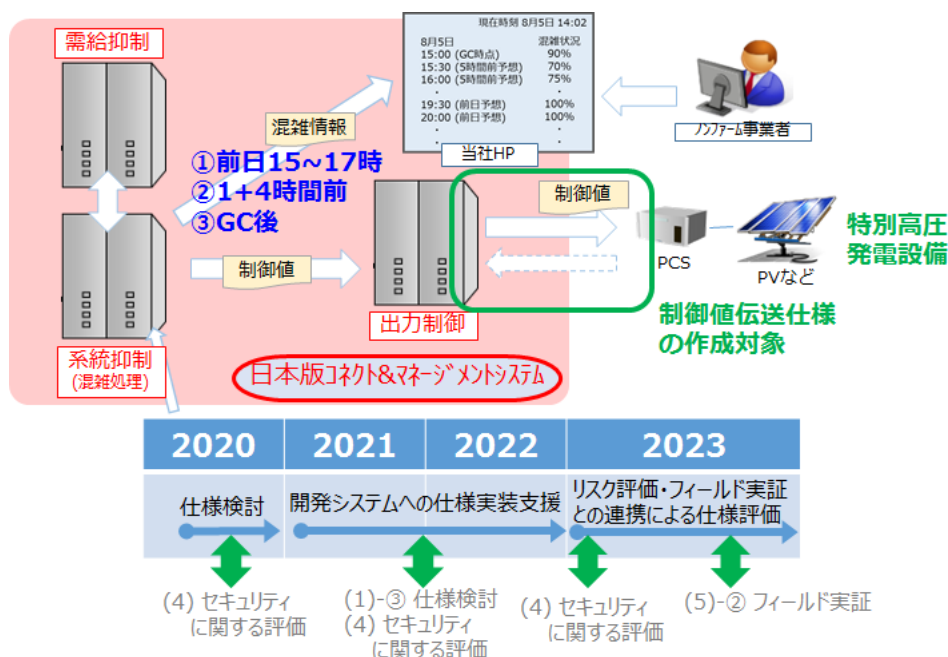 需給抑制
現在時刻 8月5日 14:02
8月5日 混雑状況
15:00 (GC時点) 90%
15:30 (5時間前予想) 70%
16:00 (5時間前予想) 75%
・ ・
19:30 (前日予想) 100%
20:00 (前日予想) 100%
・ ・
・ ・
当社HP
ﾉﾝﾌｧｰﾑ事業者
混雑情報
①前日15~17時
②1+4時間前
③GC後
制御値
制御値
出力制御
PCS
PVなど
特別高圧
発電設備
制御値伝送仕様
の作成対象
系統抑制
(混雑処理)
日本版ｺﾈｸﾄ&ﾏﾈｰｼﾞﾒﾝﾄｼｽﾃﾑ
2020 2021 2022 2023
仕様検討
開発システムへの仕様実装支援
リスク評価・フィールド実証
との連携による仕様評価
(4) セキュリティ
に関する評価
(1)-③ 仕様検討
(4) セキュリティ
に関する評価
(4) セキュリティ
に関する評価
(5)-② フィールド実証